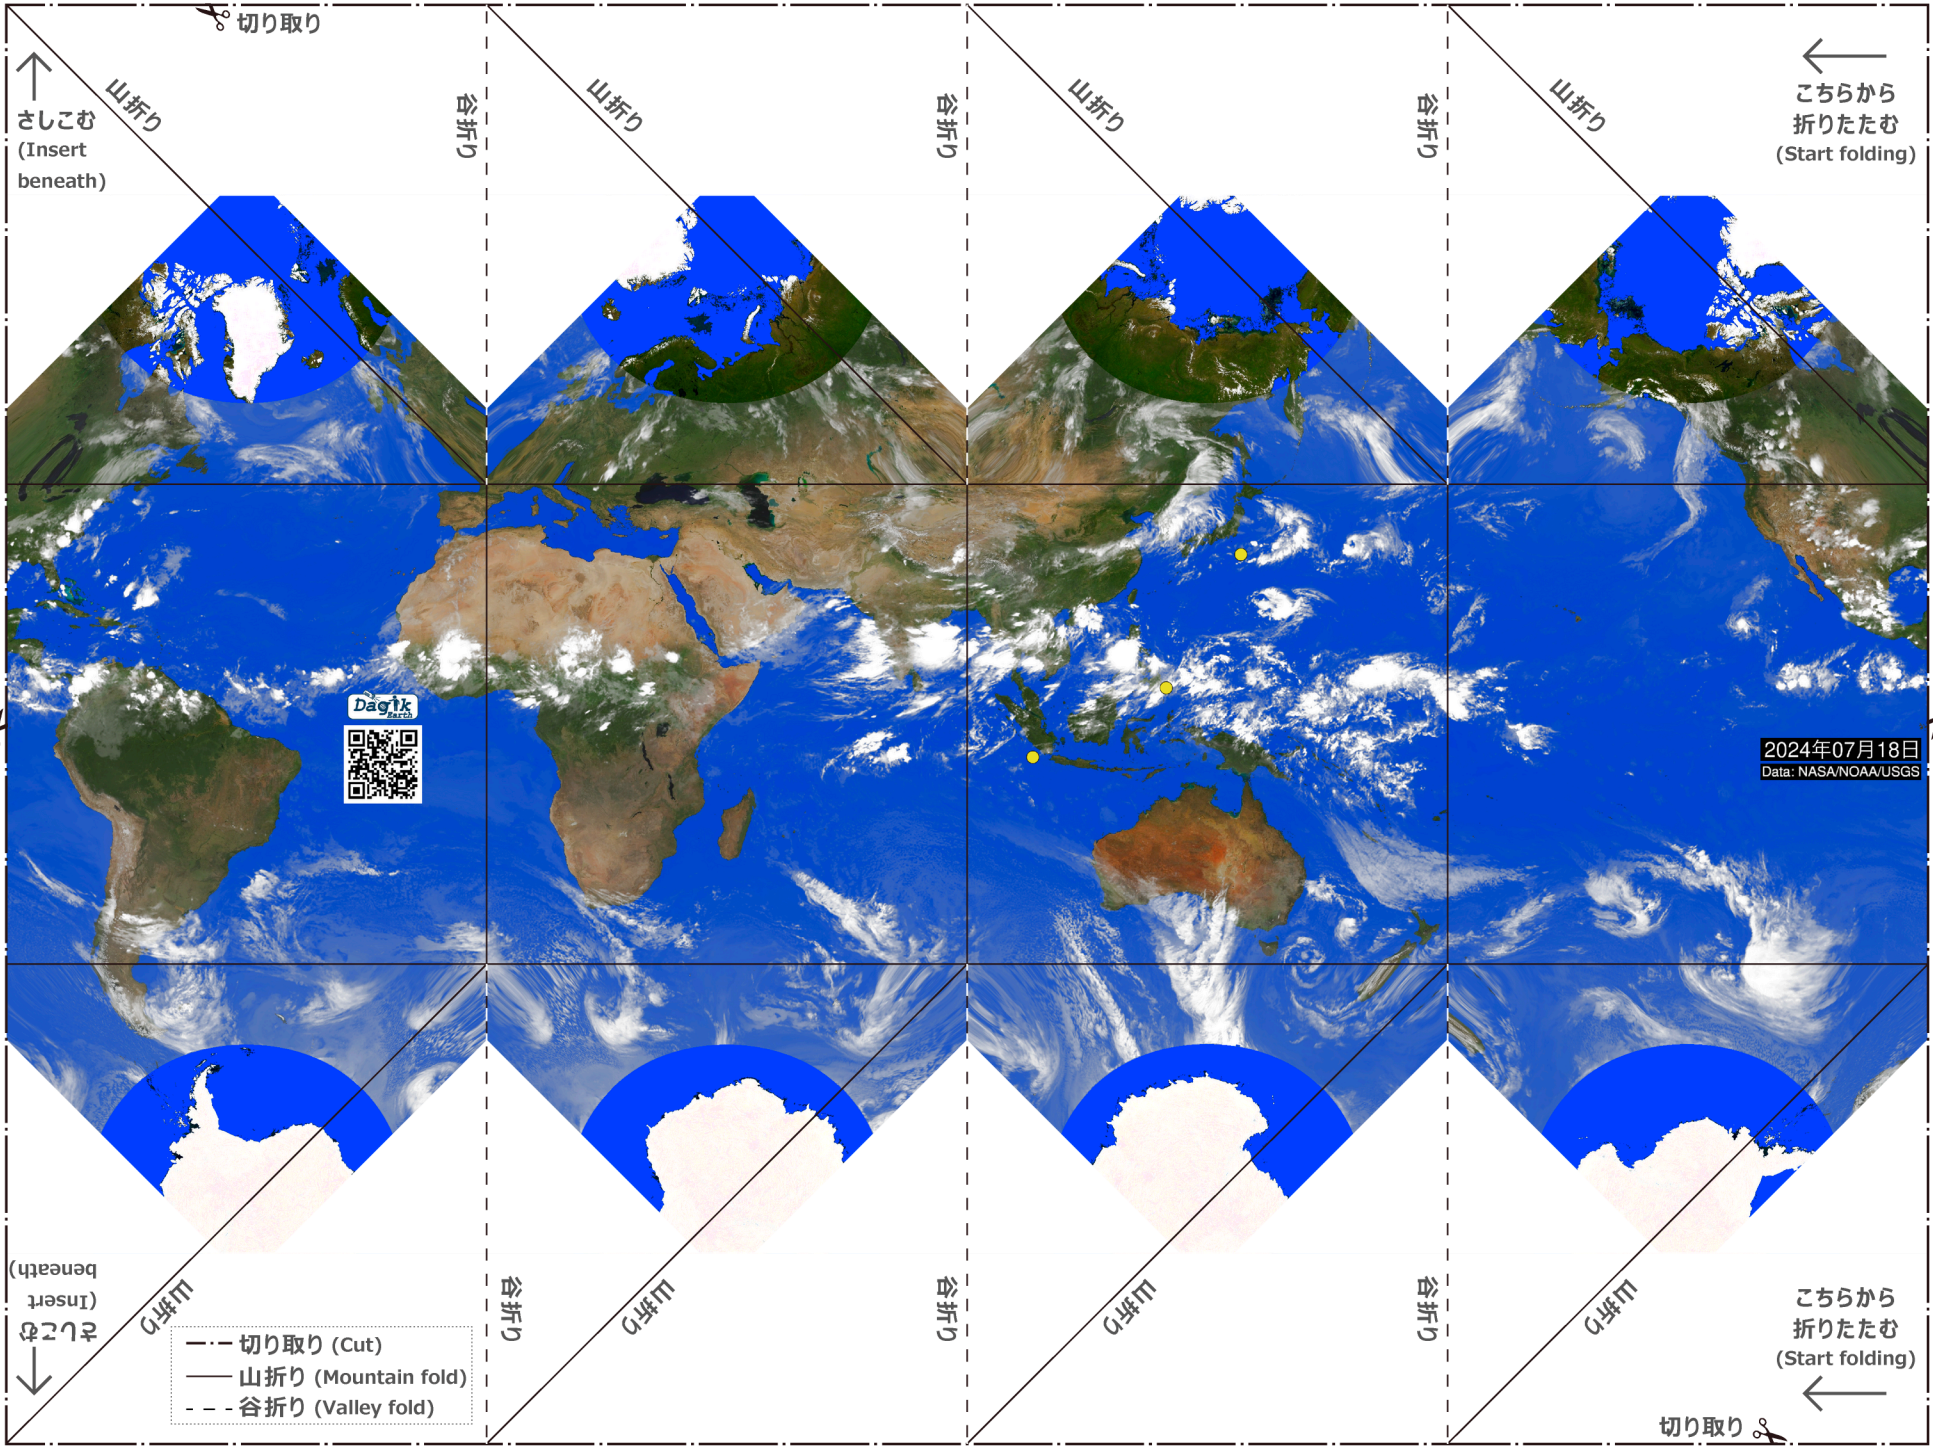 切り取り
山折り
谷折り
山折り
谷折り
山折り
谷折り
山折り
さしこむ
(Insert
beneath)
こちらから
折りたたむ
(Start folding)
Dagik
Earth
2024年07月18日
Data: NASA/NOAA/USGS
さしこむ
(Insert
beneath)
山折り
谷折り
山折り
谷折り
山折り
谷折り
山折り
切り取り (Cut)
山折り (Mountain fold)
谷折り (Valley fold)
こちらから
折りたたむ
(Start folding)
切り取り